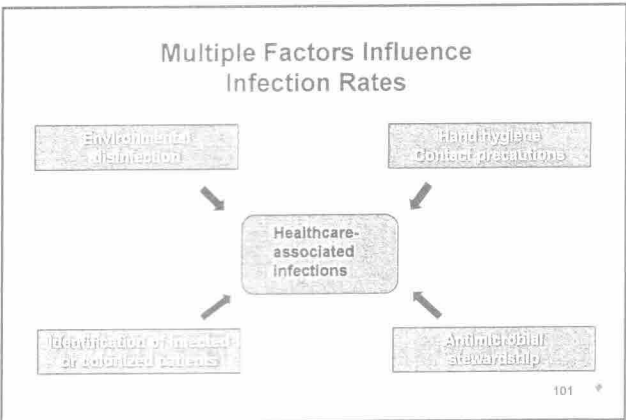 Multiple Factors Influence
Infection Rates
Environmental
disinfection
Hand hygiene
Contact precautions
Healthcare-
associated
infections
Identification of infected
or colonized patients
Antimicrobial
stewardship
101